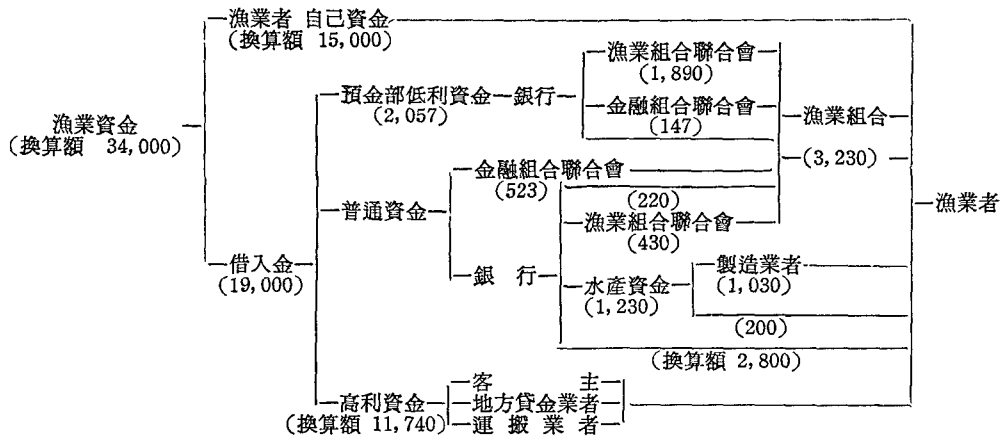 漁業者 自己資金
(換算額 15,000)
漁業資金
(換算額 34,000)
借入金
(19,000)
預金部低利資金
(2,057)
銀行
漁業組合聯合會
(1,890)
金融組合聯合會
(147)
漁業組合
(3,230)
普通資金
金融組合聯合會
(523)
(220)
漁業組合聯合會
(430)
銀 行
水產資金
(1,230)
製造業者
(1,030)
(200)
(換算額 2,800)
高利資金
(換算額 11,740)
客 主
地方貸金業者
運搬業者
漁業者